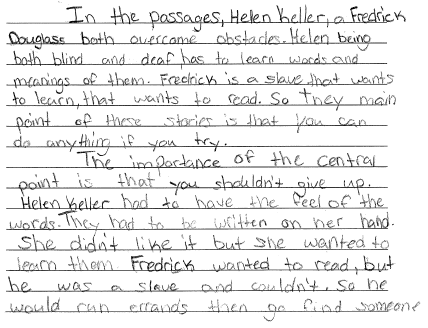 In the passages, Helen Keller, a Fredrick
Douglass both overcame obstacles. Helen being
both blind and deaf, has to learn words and
meanings of them. Fredrick is a slave, that wants
to learn, that wants to read. So they main
point of these stories is that you can
do anything if you try.
The importance of the central
point is that you shouldn't give up.
Helen Keller had to have the feel of the
words. They had to be written on her hand.
She didn't like it but she wanted to
learn them. Fredrick wanted to read, but
he was a slave and couldn't. So he
would run errands then go find someone